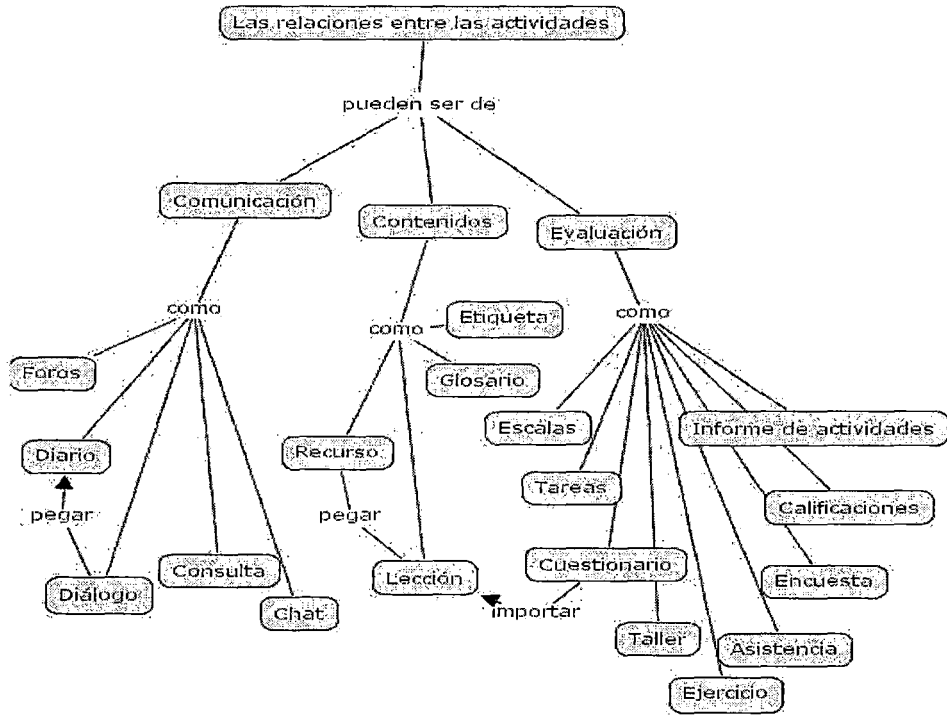 Las relaciones entre las actividades
pueden ser de
Comunicación
Contenidos
Evaluación
como
como
como
Etiqueta
Foros
Glosario
Escalas
Informe de actividades
Diario
Recurso
Tareas
Calificaciones
pegar
pegar
Consulta
Cuestionario
Diálogo
Lección
Encuesta
Chat
importar
Taller
Asistencia
Ejercicio